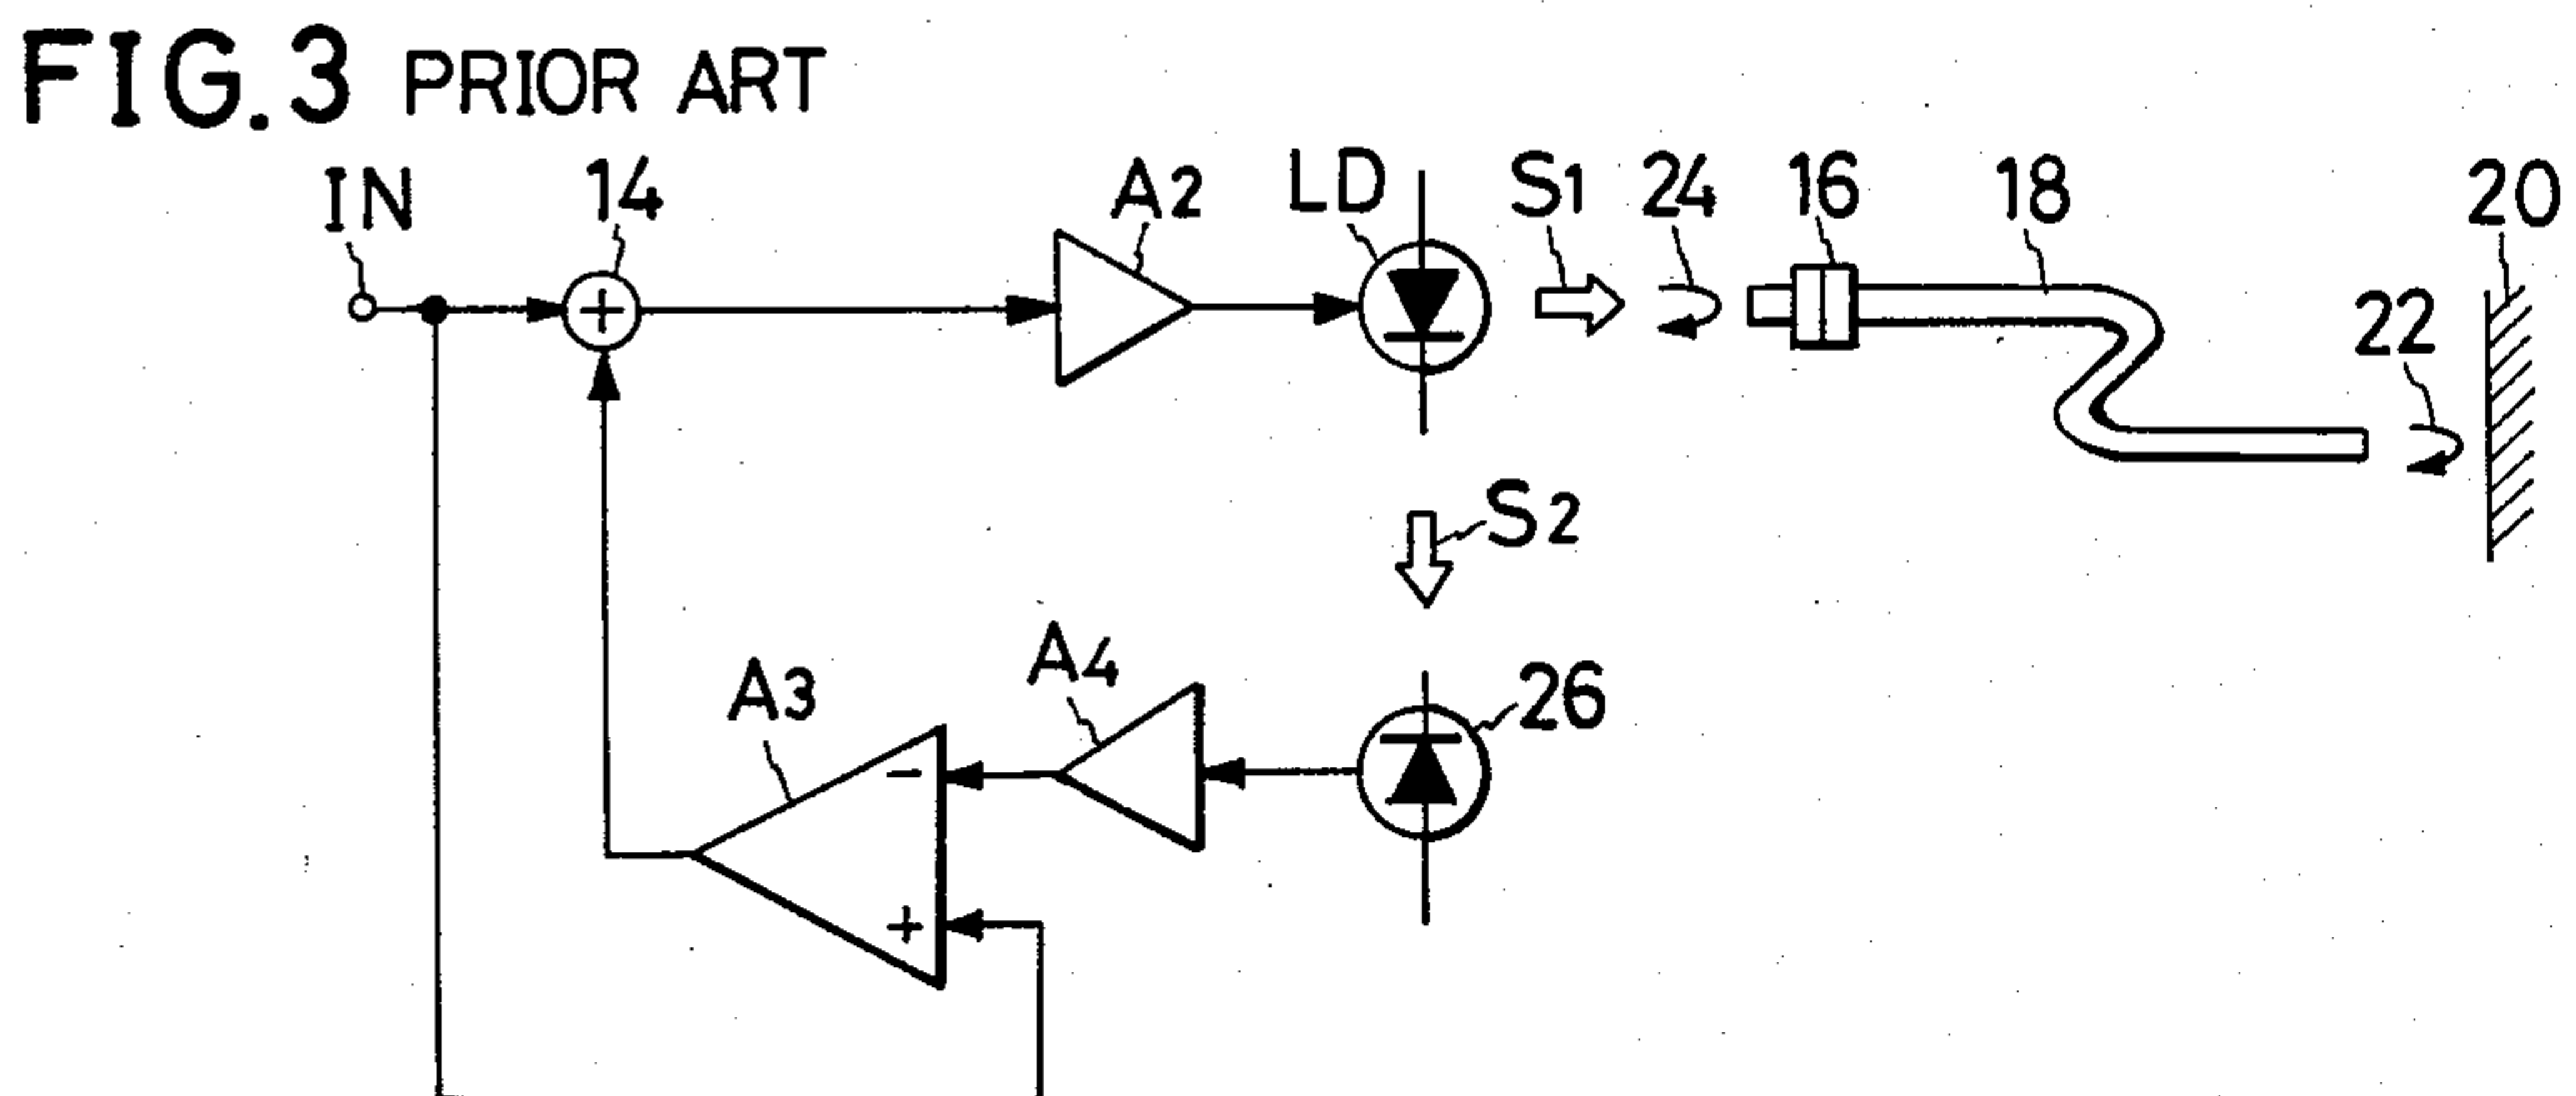 FIG.3 PRIOR ART
IN
14
A2
LD
S1
24
16
18
20
22
S2
A3
A4
26
+
-
+